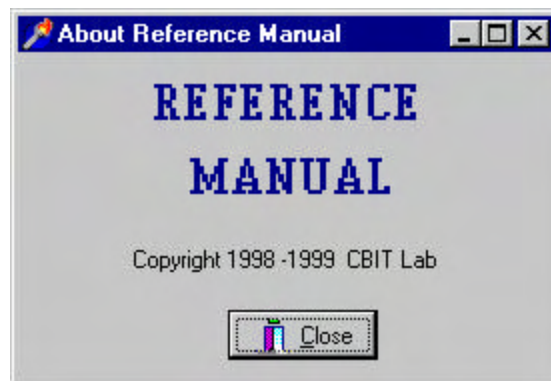 About Reference Manual
REFERENCE
MANUAL
Copyright 1998 -1999 CBIT Lab
Close